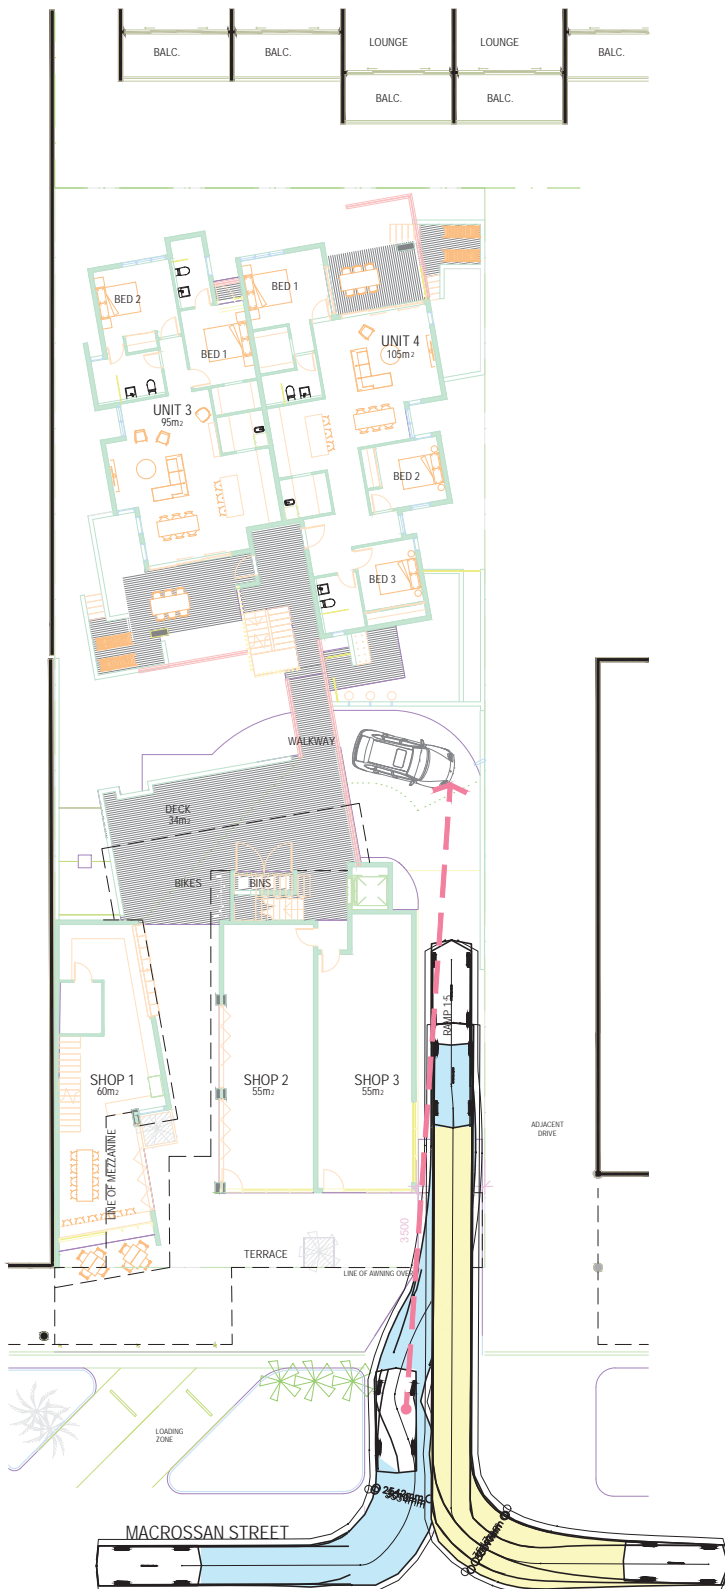 LOUNGE
LOUNGE
BALC.
BALC.
BALC.
BALC.
BALC.
BED 2
BED 1
UNIT 4
105m2
BED 1
UNIT 3
95m2
BED 2
BED 3
WALKWAY
DECK
34m2
BIKES
BINS
RAMP 1:5
SHOP 1
60m2
SHOP 2
55m2
SHOP 3
55m2
ADJACENT
DRIVE
LINE OF MEZZANINE
3500
TERRACE
LINE OF AWNING OVER
LOADING
ZONE
MACROSSAN STREET